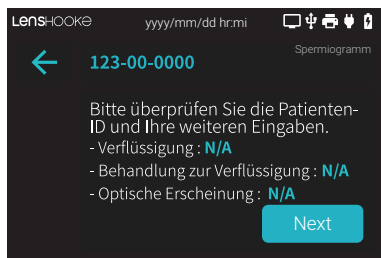 LENSHOOKE yyyy/mm/dd hr:mi
Spermiogramm
123-00-0000
Bitte überprüfen Sie die Patienten-
ID und Ihre weiteren Eingaben.
- Verflüssigung : N/A
- Behandlung zur Verflüssigung : N/A
- Optische Erscheinung : N/A
Next